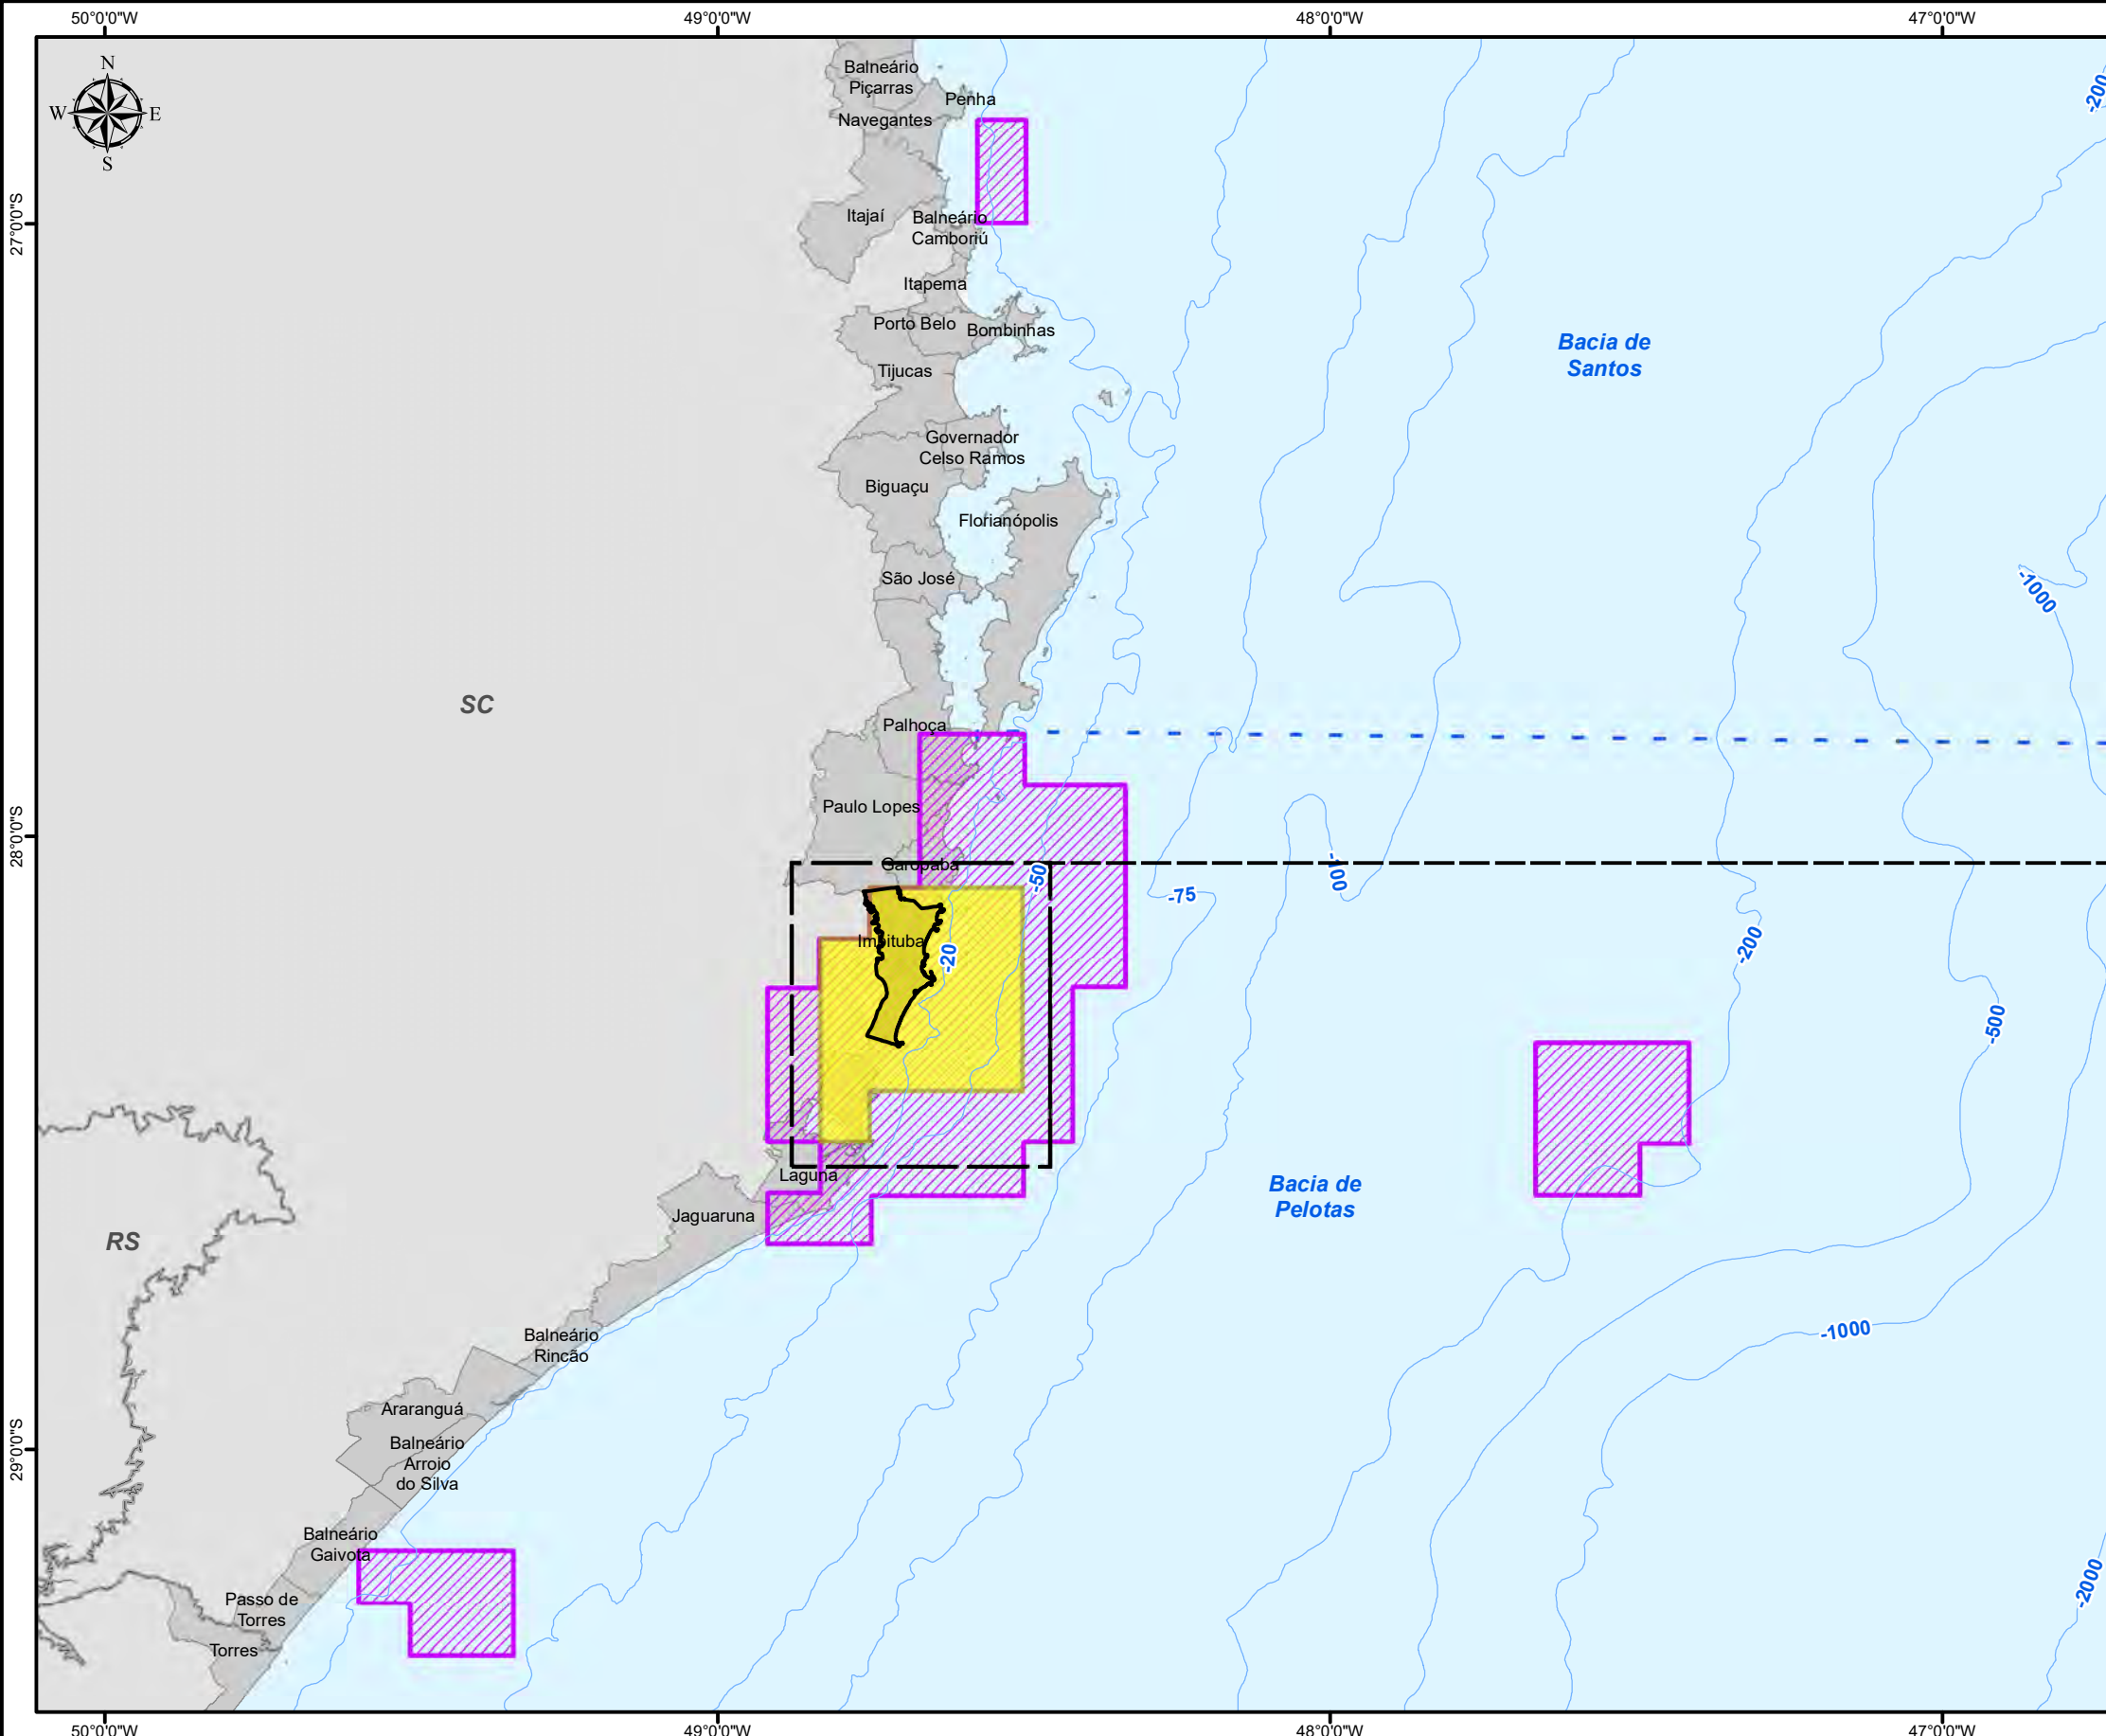 50°0'0"W
49°0'0"W
48°0'0"W
47°0'0"W
N
W
E
S
Balneário
Piçarras
Penha
Navegantes
-200
27°0'0"S
Itajaí
Balneário
Camboriú
Itapema
Porto Belo
Bombinhas
Bacia de
Santos
Tijucas
Governador
Celso Ramos
Biguaçu
Florianópolis
São José
-1000
SC
Palhoça
Paulo Lopes
28°0'0"S
Garopaba
-50
-100
-75
Imbituba
-20
-200
-500
Laguna
Bacia de
Pelotas
Jaguaruna
RS
Balneário
Rincão
-1000
Araranguá
Balneário
Arroio
do Silva
29°0'0"S
Balneário
Gaivota
-2000
Passo de
Torres
Torres
50°0'0"W
49°0'0"W
48°0'0"W
47°0'0"W